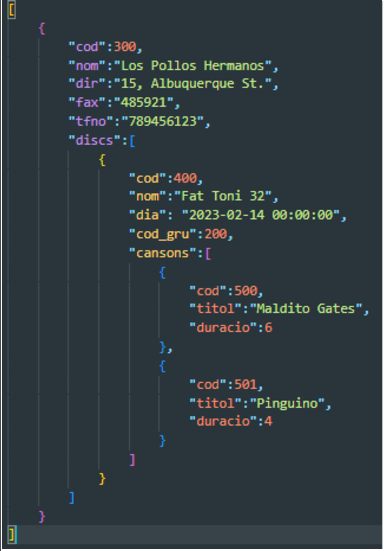 [
{
"cod":300,
"nom":"Los Pollos Hermanos",
"dir":"15, Albuquerque St.",
"fax":"485921",
"tfno":"789456123",
"discs":[
{
"cod":400,
"nom":"Fat Toni 32",
"dia": "2023-02-14 00:00:00",
"cod_gru":200,
"cansons":[
{
"cod":500,
"titol":"Maldito Gates",
"duracio":6
},
{
"cod":501,
"titol":"Pinguino",
"duracio":4
}
]
}
]
}
]